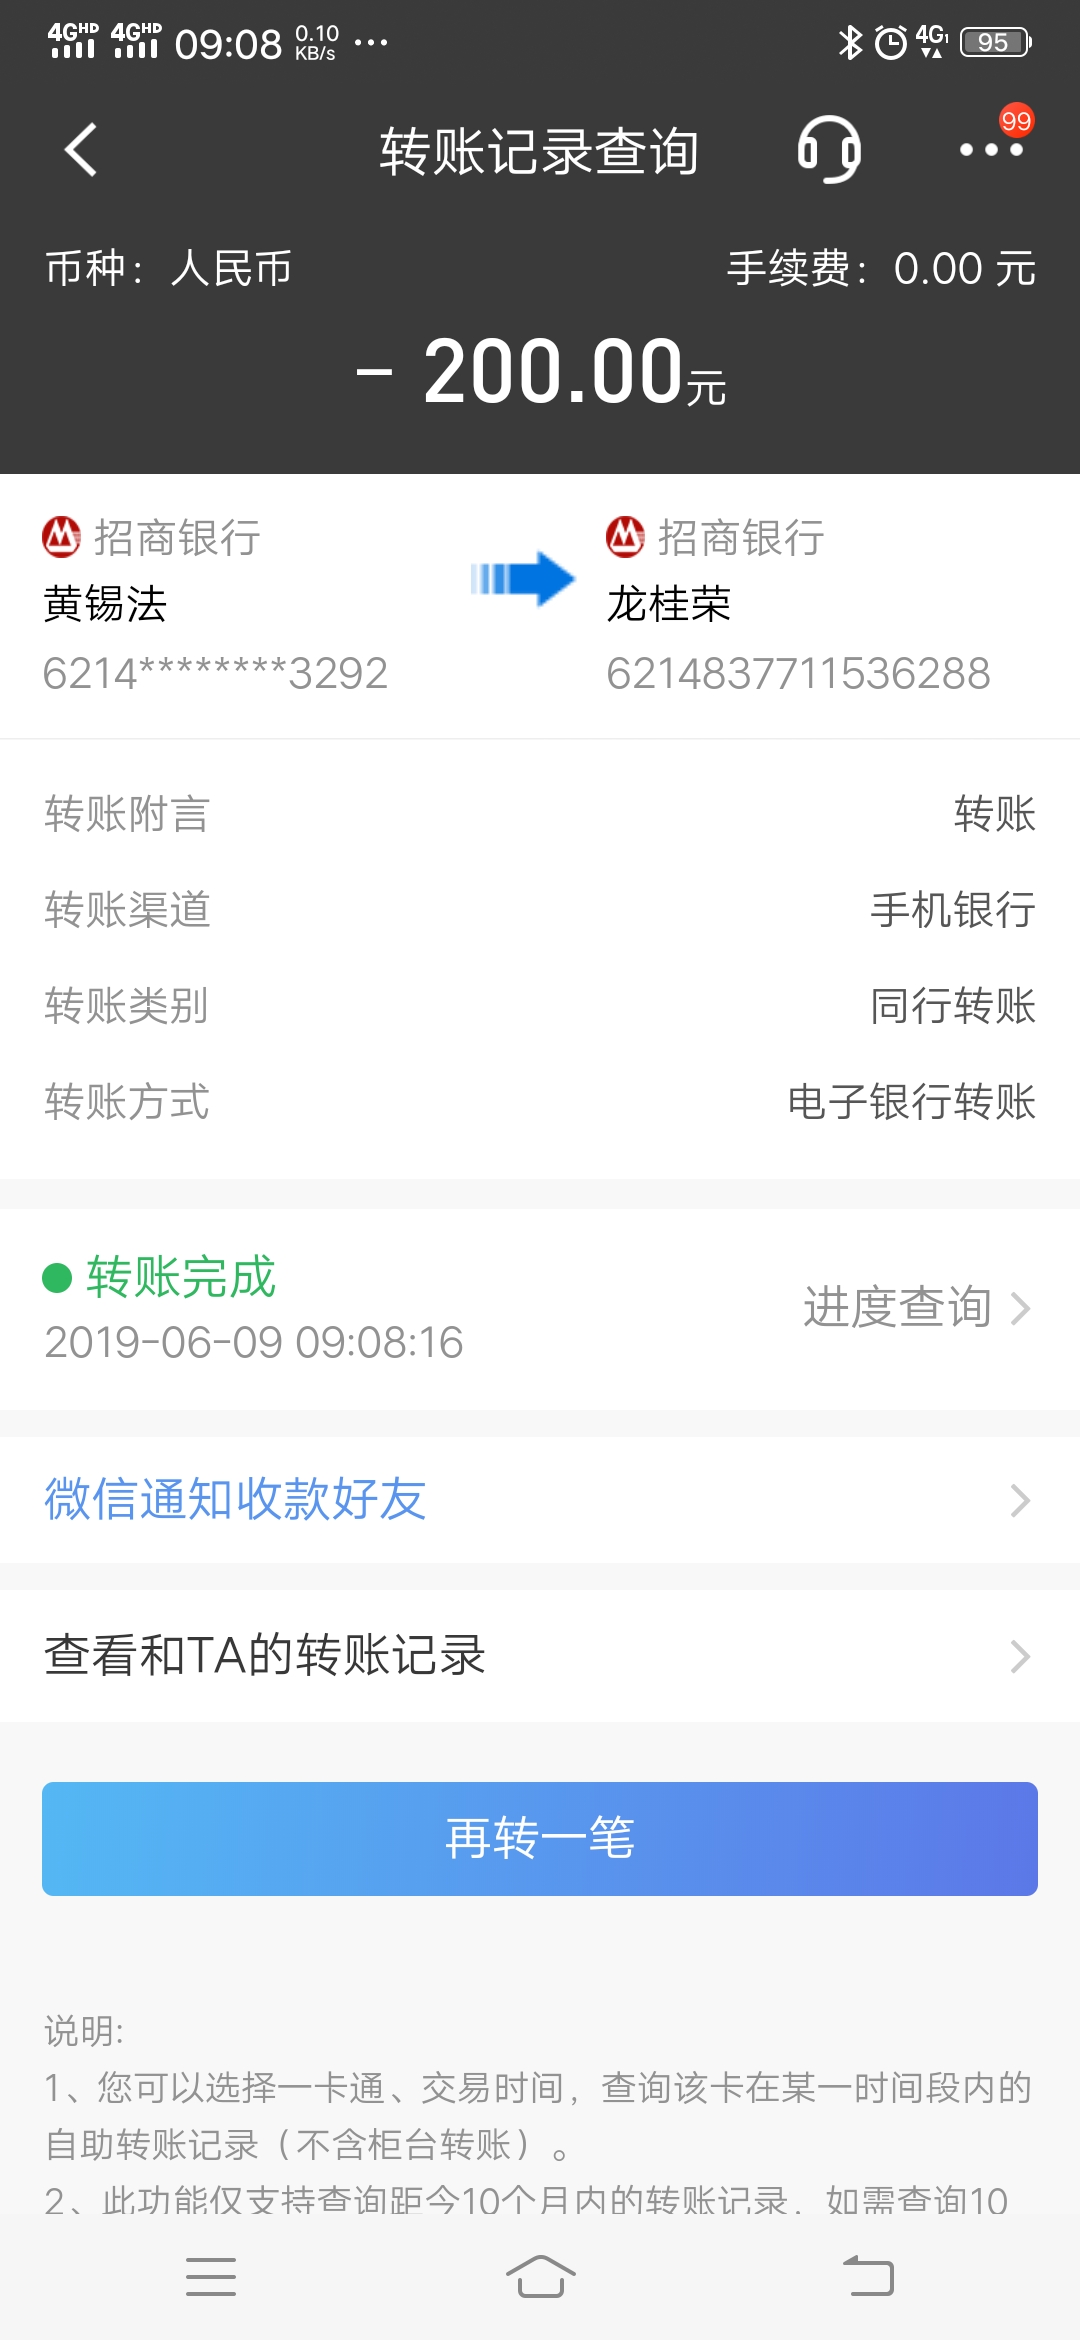 4GHD 4GHD 09:08 0.10 KB/s ··· 4G 95
转账记录查询 99
币种：人民币 手续费：0.00 元
- 200.00元
招商银行 招商银行
黄锡法 龙桂荣
6214********3292 6214837711536288
转账附言 转账
转账渠道 手机银行
转账类别 同行转账
转账方式 电子银行转账
转账完成
2019-06-09 09:08:16
进度查询
微信通知收款好友
查看和TA的转账记录
再转一笔
说明:
1、您可以选择一卡通、交易时间，查询该卡在某一时间段内的
自助转账记录（不含柜台转账）。
2、此功能仅支持查询距今10个月内的转账记录，如需查询10